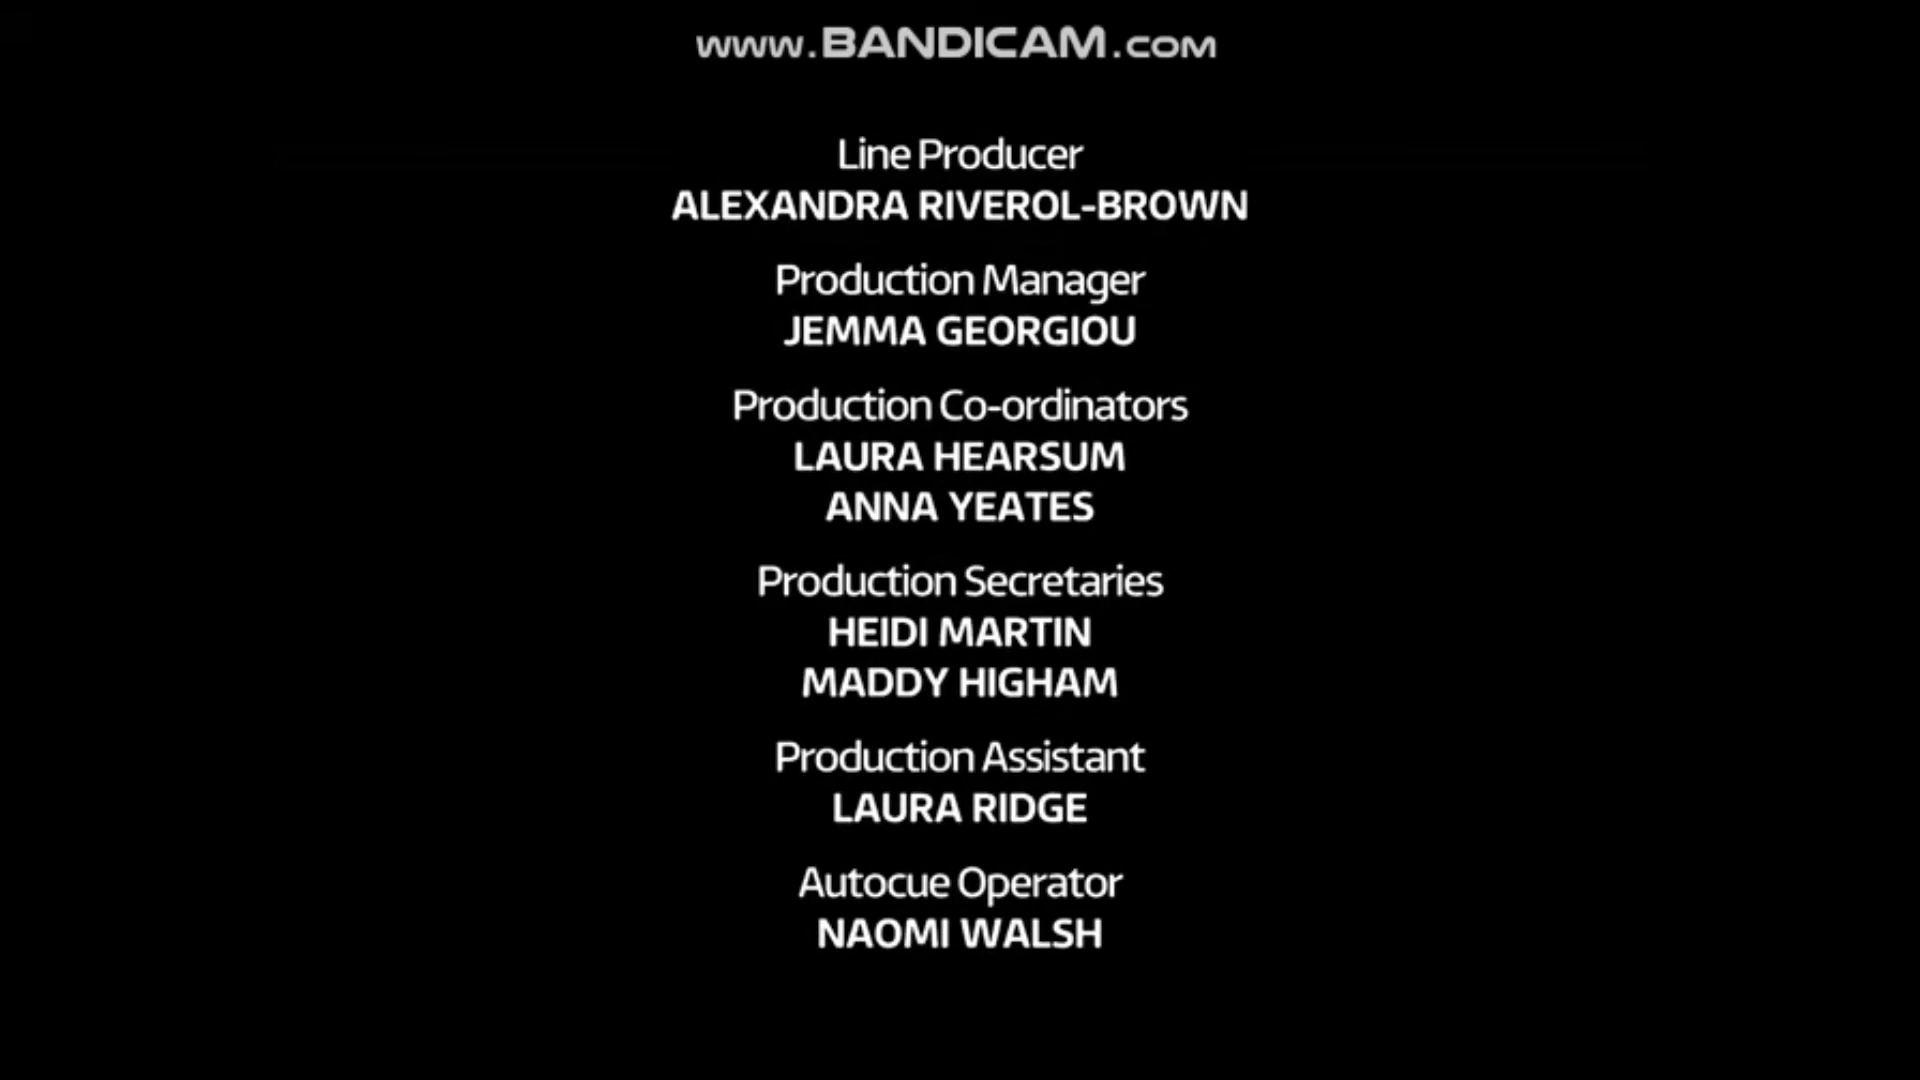 www.BANDICAM.com
Line Producer
ALEXANDRA RIVEROL-BROWN
Production Manager
JEMMA GEORGIOU
Production Co-ordinators
LAURA HEARSUM
ANNA YEATES
Production Secretaries
HEIDI MARTIN
MADDY HIGHAM
Production Assistant
LAURA RIDGE
Autocue Operator
NAOMI WALSH